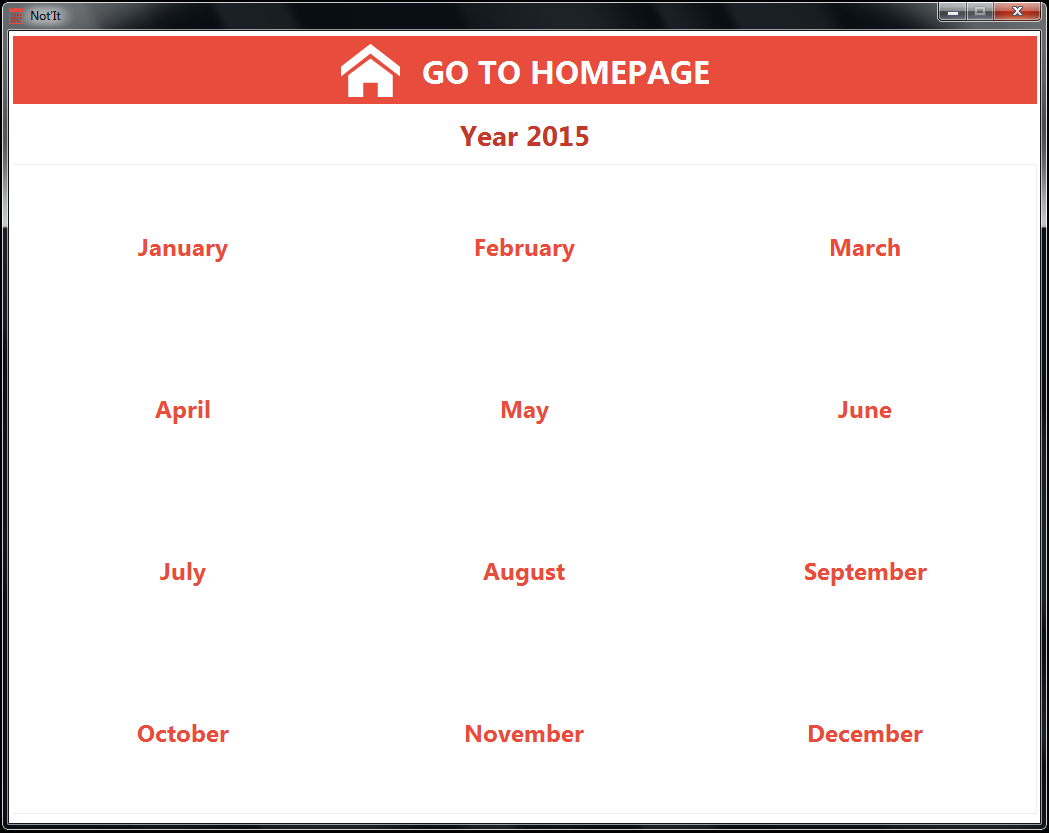 Not'It
GO TO HOMEPAGE
Year 2015
January February March
April May June
July August September
October November December